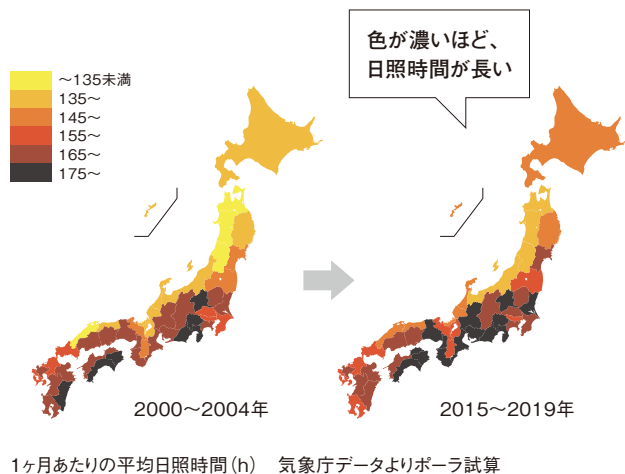 色が濃いほど、
日照時間が長い
〜135未満
135〜
145〜
155〜
165〜
175〜
2000〜2004年
2015〜2019年
1ヶ月あたりの平均日照時間(h) 気象庁データよりポーラ試算